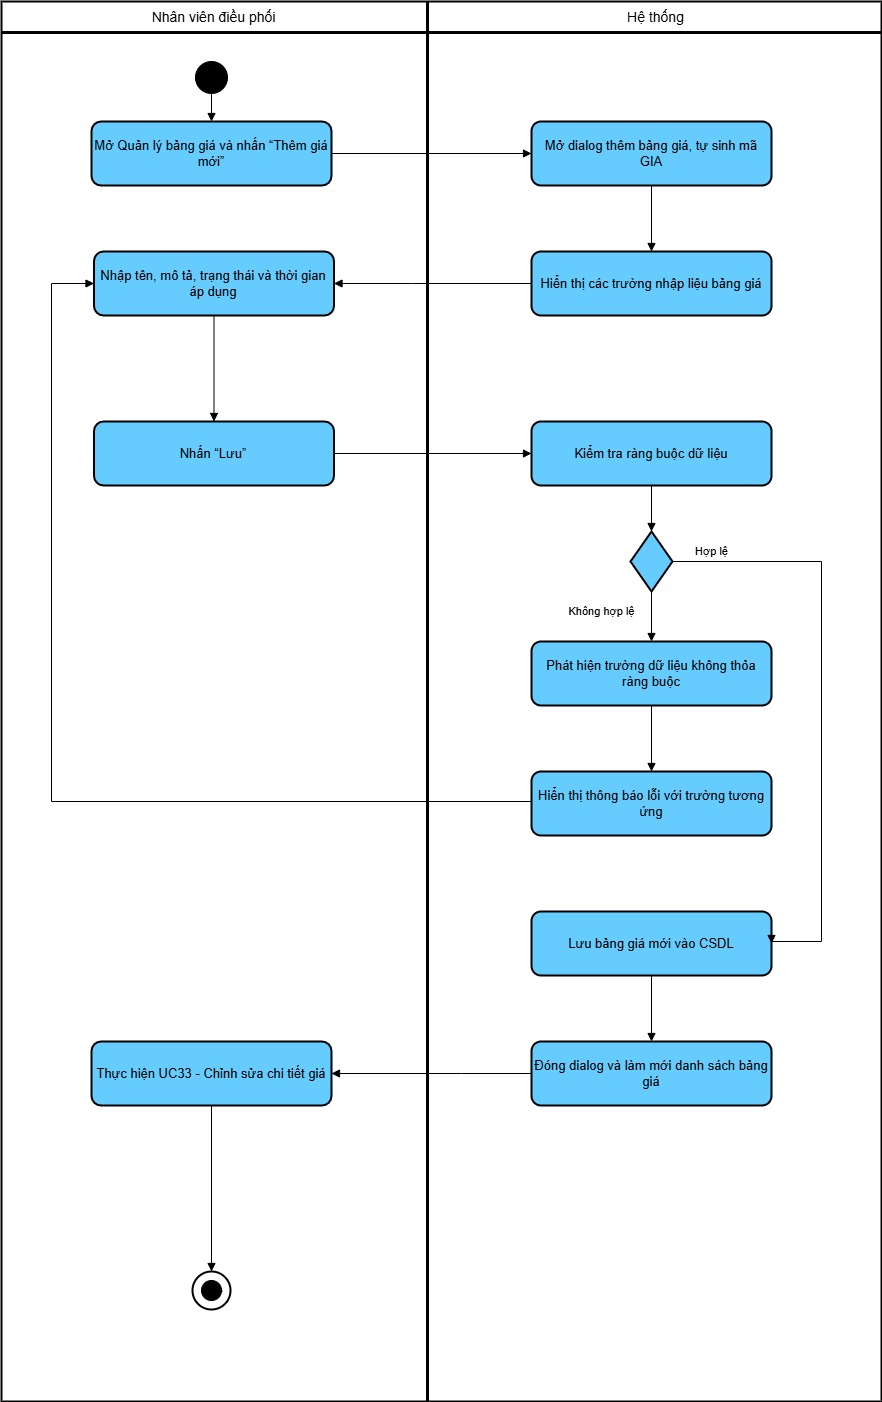 Nhân viên điều phối
Hệ thống
Mở Quản lý bảng giá và nhấn “Thêm giá
mới”
Mở dialog thêm bảng giá, tự sinh mã
GIA
Nhập tên, mô tả, trạng thái và thời gian
áp dụng
Hiển thị các trường nhập liệu bảng giá
Nhấn “Lưu”
Kiểm tra ràng buộc dữ liệu
Hợp lệ
Không hợp lệ
Phát hiện trường dữ liệu không thỏa
ràng buộc
Hiển thị thông báo lỗi với trường tương
ứng
Lưu bảng giá mới vào CSDL
Thực hiện UC33 - Chỉnh sửa chi tiết giá
Đóng dialog và làm mới danh sách bảng
giá